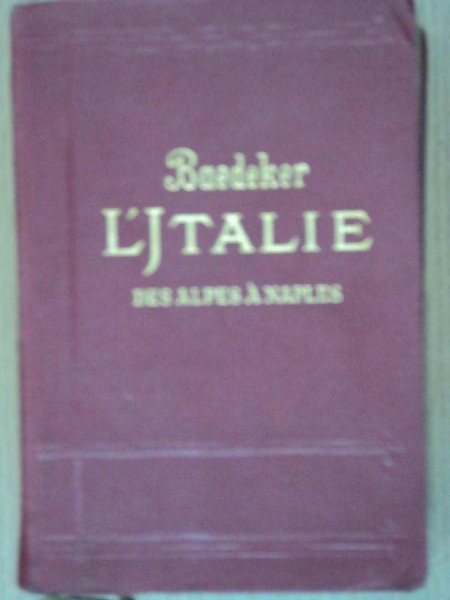 Baedeker
L'JTALIE
DES ALPES À NAPLES